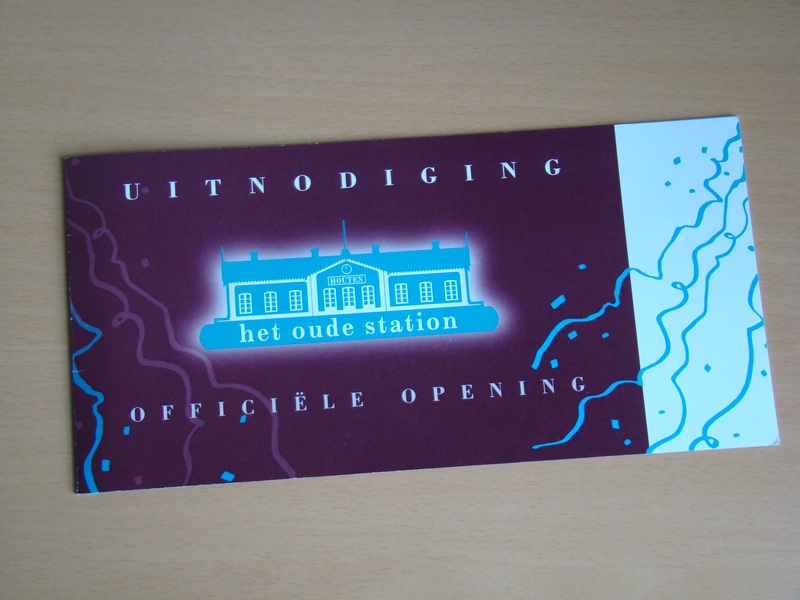 UITNODIGING
HOUTEN
het oude station
OFFICIËLE OPENING